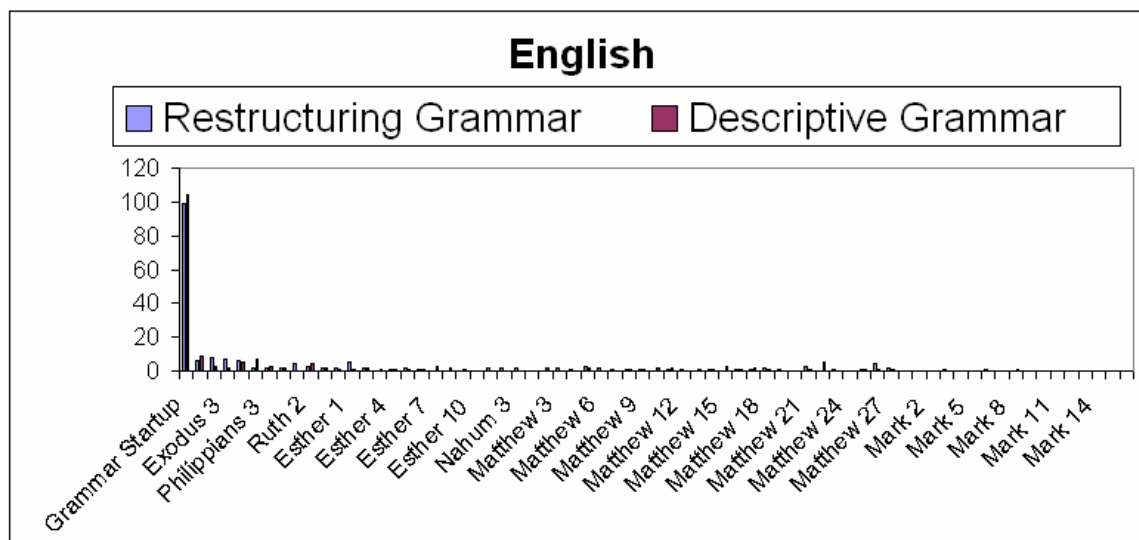 English
Restructuring Grammar Descriptive Grammar
120
100
80
60
40
20
0
Grammar Startup
Exodus 3
Philippians 3
Ruth 2
Esther 1
Esther 4
Esther 7
Esther 10
Nahum 3
Matthew 3
Matthew 6
Matthew 9
Matthew 12
Matthew 15
Matthew 18
Matthew 21
Matthew 24
Matthew 27
Mark 2
Mark 5
Mark 8
Mark 11
Mark 14